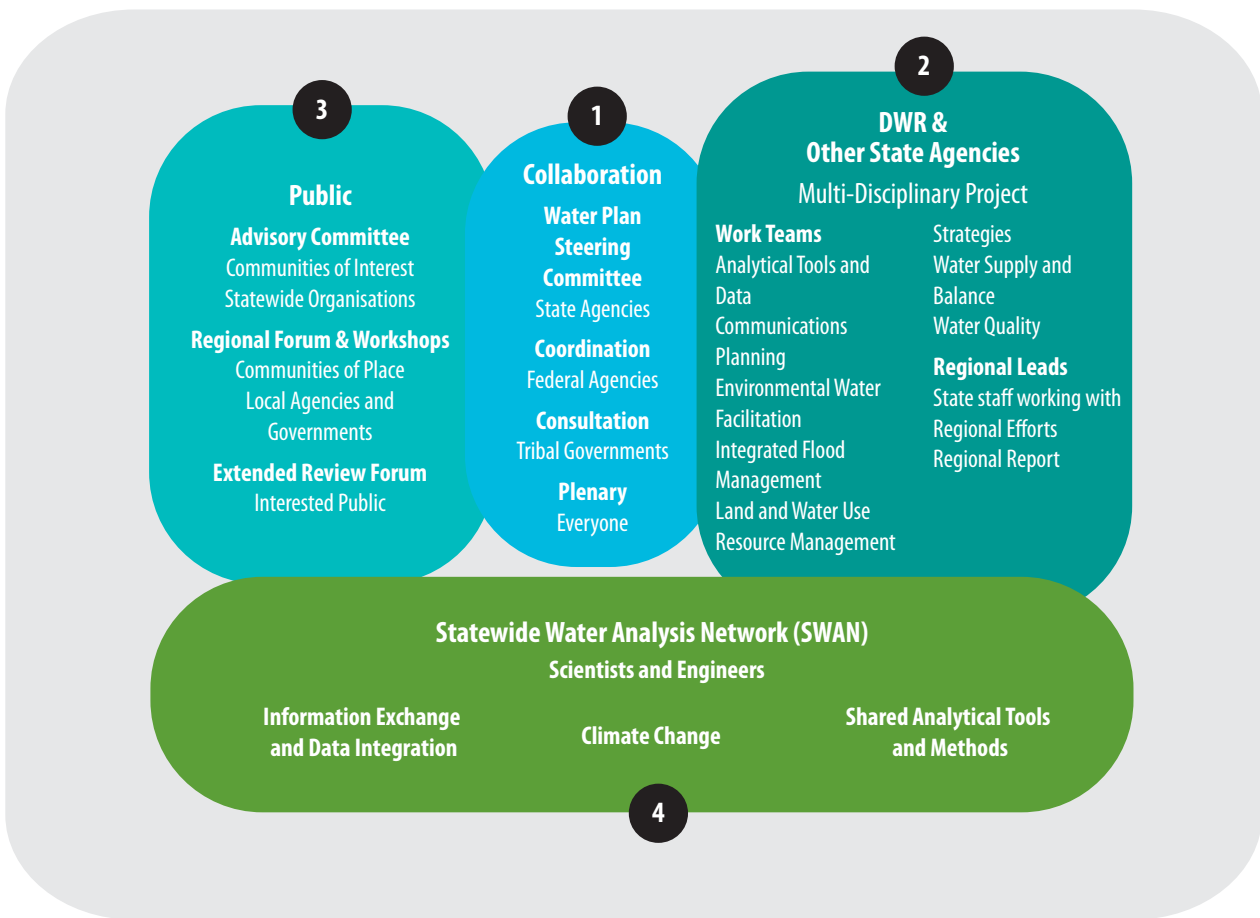 3
Public
Advisory Committee
Communities of Interest
Statewide Organisations
Regional Forum & Workshops
Communities of Place
Local Agencies and
Governments
Extended Review Forum
Interested Public
1
Collaboration
Water Plan
Steering
Committee
State Agencies
Coordination
Federal Agencies
Consultation
Tribal Governments
Plenary
Everyone
2
DWR &
Other State Agencies
Multi-Disciplinary Project
Work Teams
Analytical Tools and
Data
Communications
Planning
Environmental Water
Facilitation
Integrated Flood
Management
Land and Water Use
Resource Management
Strategies
Water Supply and
Balance
Water Quality
Regional Leads
State staff working with
Regional Efforts
Regional Report
Statewide Water Analysis Network (SWAN)
Scientists and Engineers
Information Exchange
and Data Integration
Climate Change
Shared Analytical Tools
and Methods
4